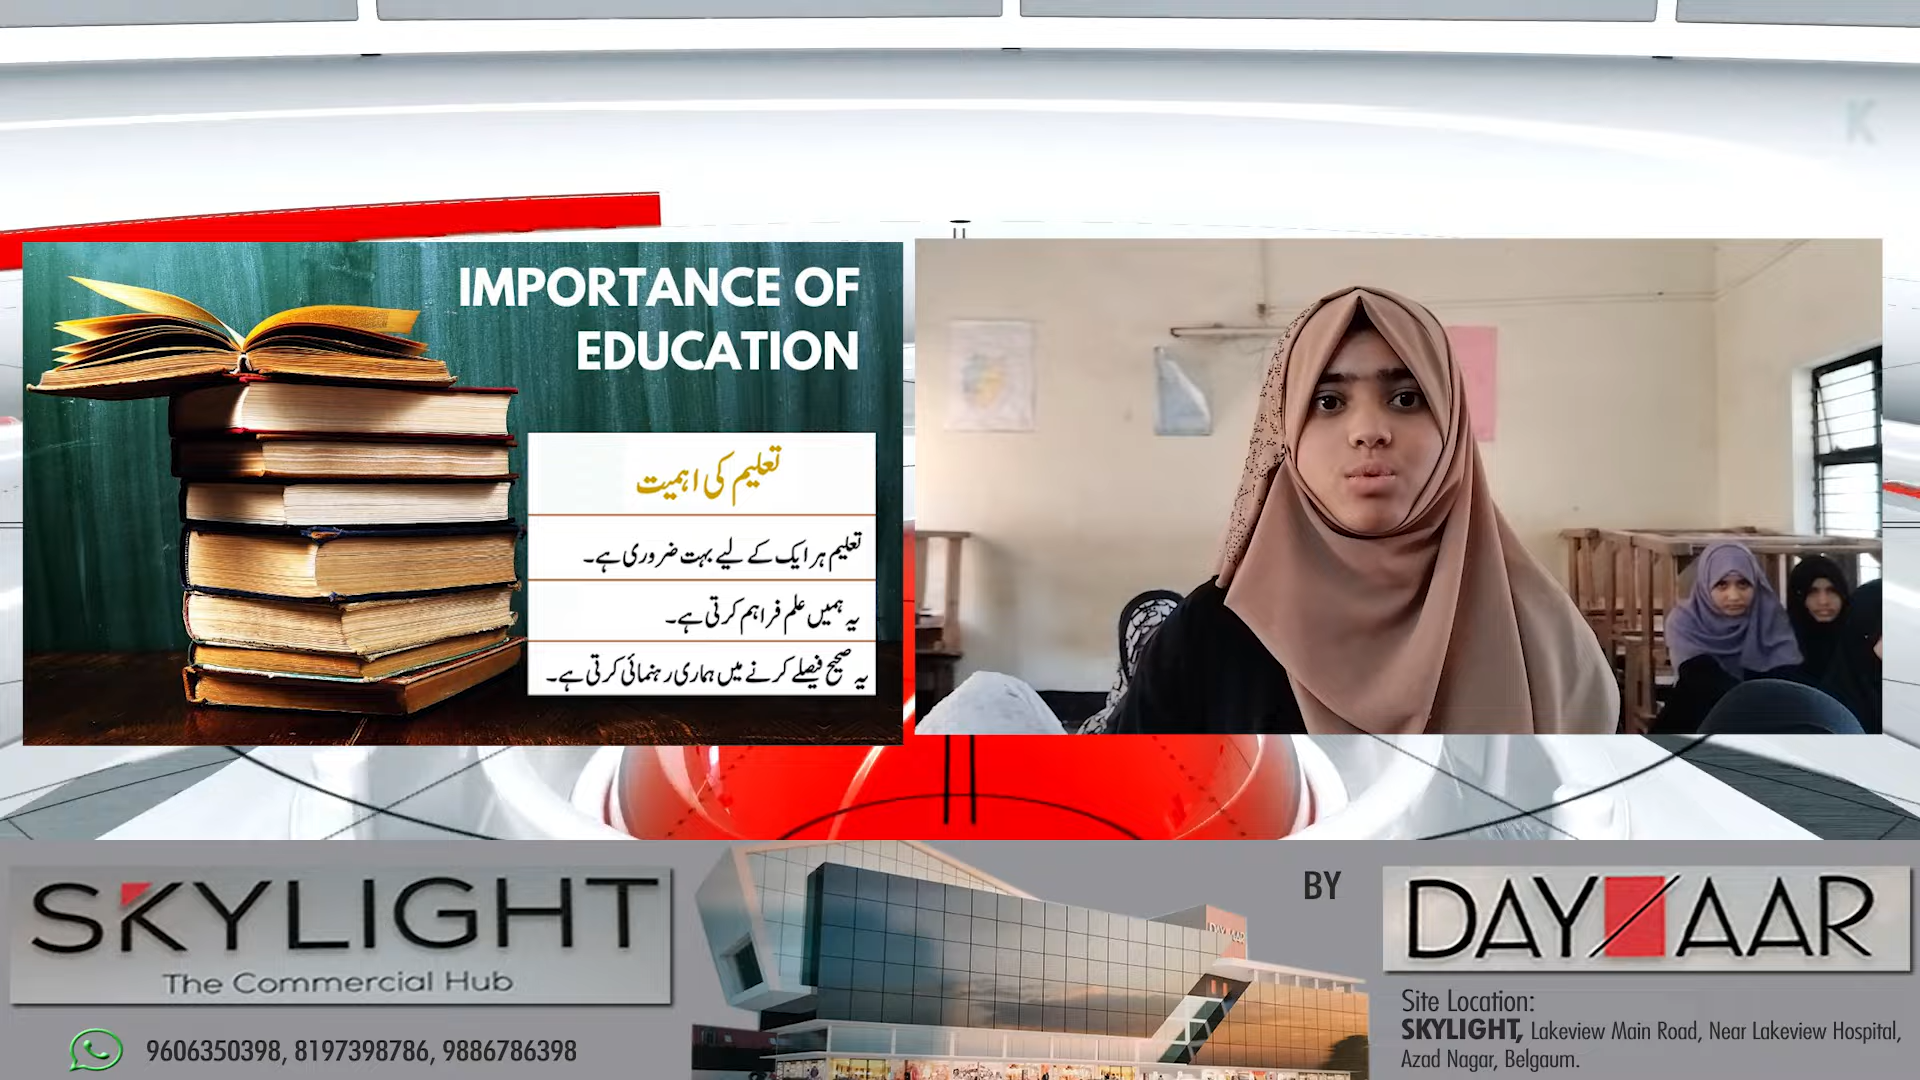 K
IMPORTANCE OF
EDUCATION
تعلیم کی اہمیت
تعلیم ہر ایک کے لیے بہت ضروری ہے۔
یہ ہمیں علم فراہم کرتی ہے۔
یہ صحیح فیصلے کرنے میں ہماری رہنمائی کرتی ہے۔
SKYLIGHT
The Commercial Hub
9606350398, 8197398786, 9886786398
DAYZAAR
BY
DAYZAAR
Site Location:
SKYLIGHT, Lakeview Main Road, Near Lakeview Hospital,
Azad Nagar, Belgaum.